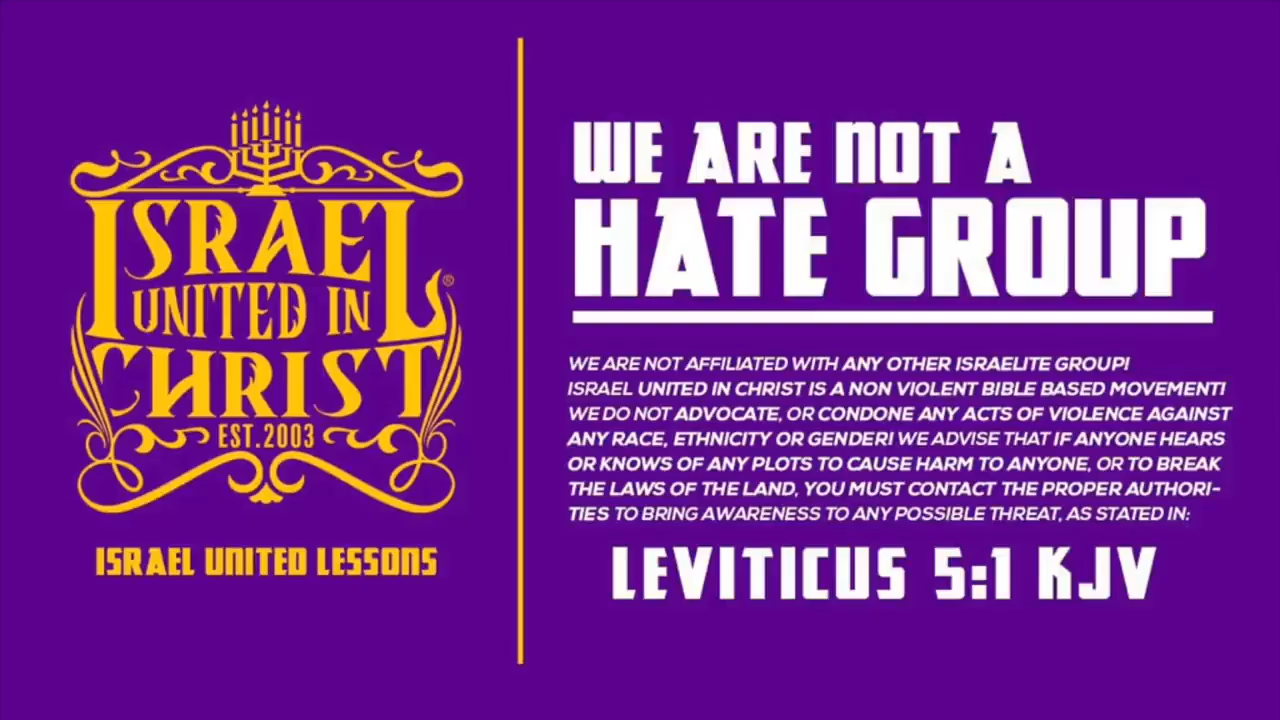 ISRAEL
UNITED IN
CHRIST
EST.2003
®
ISRAEL UNITED LESSONS
WE ARE NOT A
HATE GROUP
WE ARE NOT AFFILIATED WITH ANY OTHER ISRAELITE GROUP!
ISRAEL UNITED IN CHRIST IS A NON VIOLENT BIBLE BASED MOVEMENT!
WE DO NOT ADVOCATE, OR CONDONE ANY ACTS OF VIOLENCE AGAINST
ANY RACE, ETHNICITY OR GENDER! WE ADVISE THAT IF ANYONE HEARS
OR KNOWS OF ANY PLOTS TO CAUSE HARM TO ANYONE, OR TO BREAK
THE LAWS OF THE LAND, YOU MUST CONTACT THE PROPER AUTHORI-
TIES TO BRING AWARENESS TO ANY POSSIBLE THREAT, AS STATED IN:
LEVITICUS 5:1 KJV